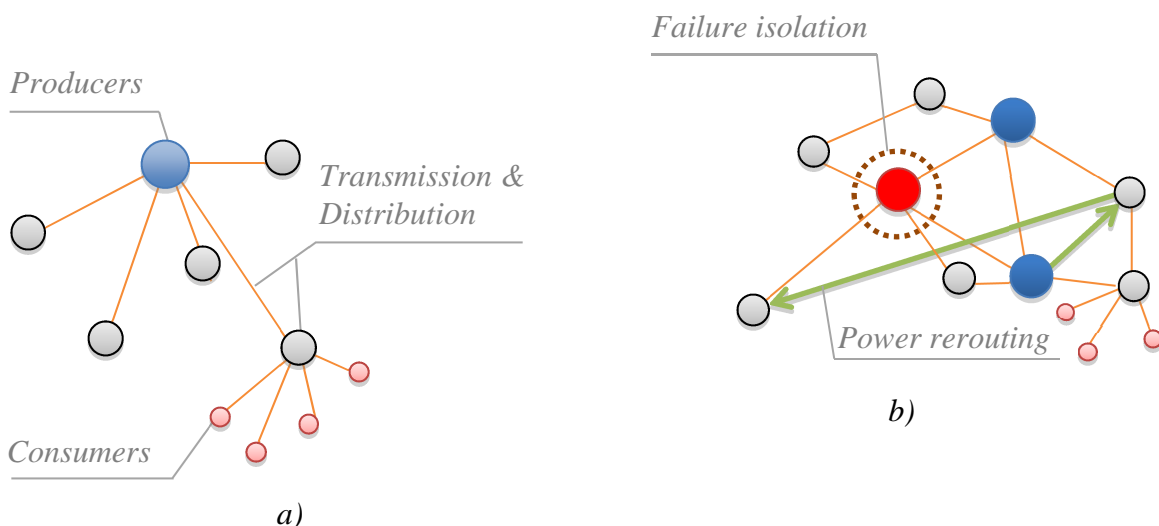 Producers
Transmission &
Distribution
Consumers
a)
Failure isolation
Power rerouting
b)